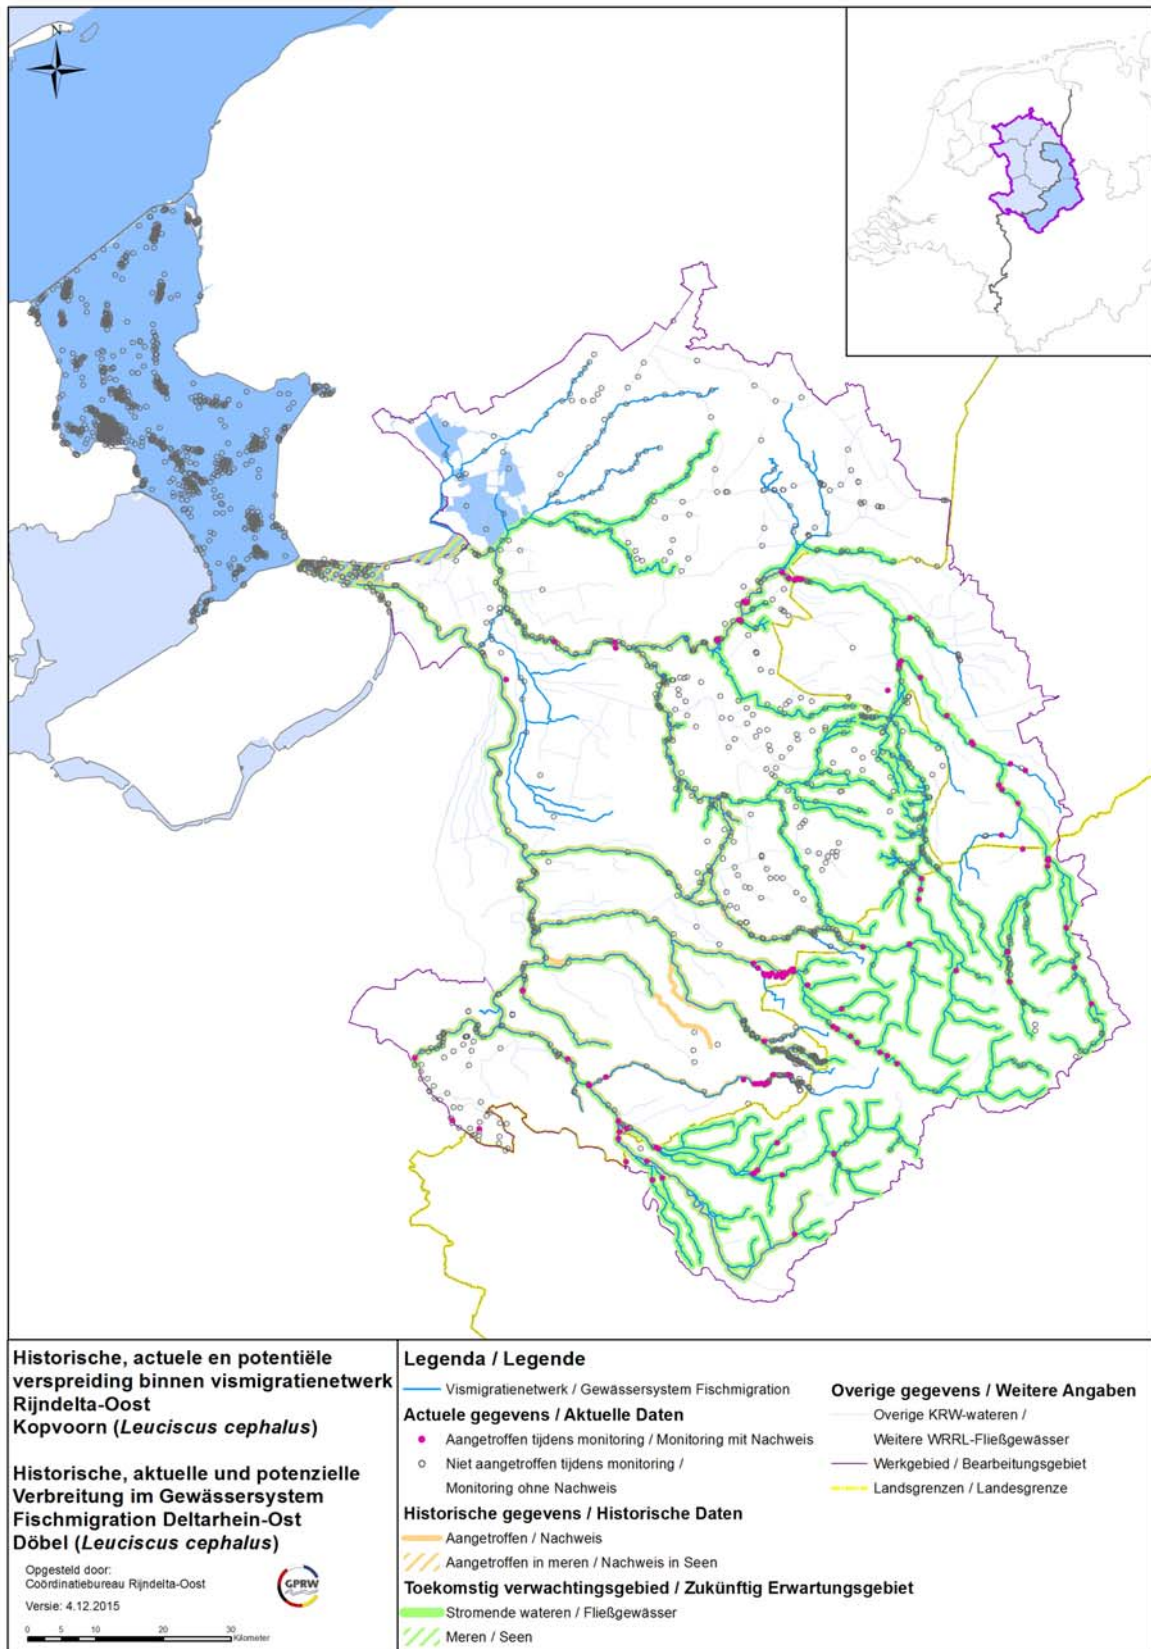 N
Historische, actuele en potentiële
verspreiding binnen vismigratienetwerk
Rijndelta-Oost
Kopvoorn (Leuciscus cephalus)
Historische, aktuelle und potenzielle
Verbreitung im Gewässersystem
Fischmigration Deltarhein-Ost
Döbel (Leuciscus cephalus)
Opgesteld door:
Coördinatiebureau Rijndelta-Oost
Versie: 4.12.2015
GPRW
0 5 10 20 30
Kilometer
Legenda / Legende
Vismigratienetwerk / Gewässersystem Fischmigration
Actuele gegevens / Aktuelle Daten
Aangetroffen tijdens monitoring / Monitoring mit Nachweis
Niet aangetroffen tijdens monitoring /
Monitoring ohne Nachweis
Historische gegevens / Historische Daten
Aangetroffen / Nachweis
Aangetroffen in meren / Nachweis in Seen
Toekomstig verwachtingsgebied / Zukünftig Erwartungsgebiet
Stromende wateren / Fließgewässer
Meren / Seen
Overige gegevens / Weitere Angaben
Overige KRW-wateren /
Weitere WRRL-Fließgewässer
Werkgebied / Bearbeitungsgebiet
Landsgrenzen / Landesgrenze